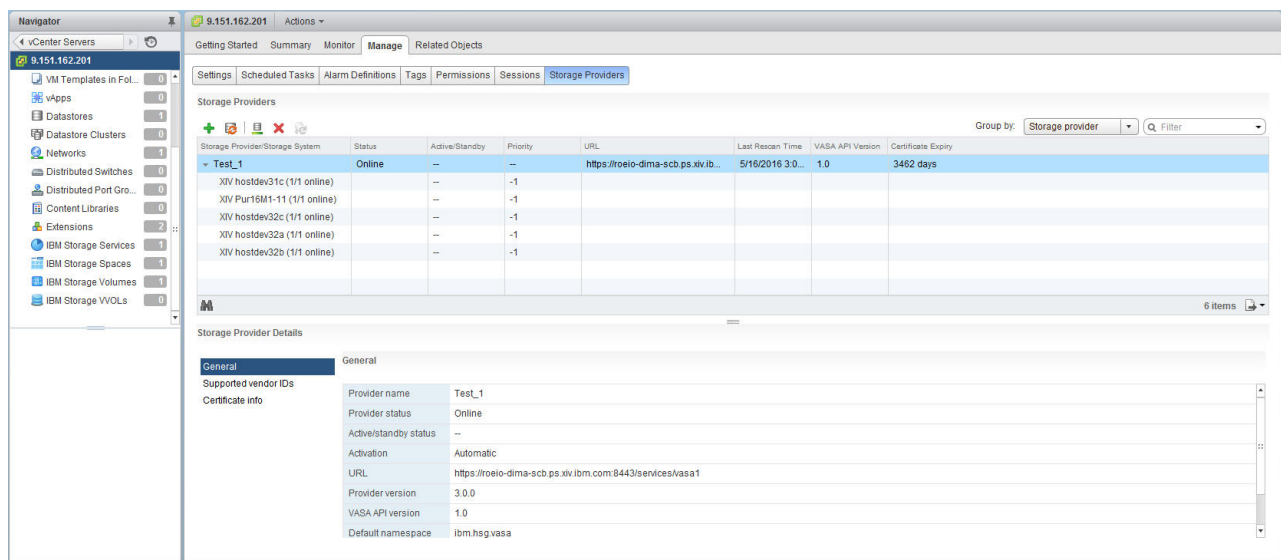 Navigator
9.151.162.201 Actions
vCenter Servers
Getting Started Summary Monitor Manage Related Objects
9.151.162.201
VM Templates in Fol... 0
vApps 0
Datastores 1
Datastore Clusters 0
Networks 1
Distributed Switches 0
Distributed Port Gro... 0
Content Libraries 0
Extensions 2
IBM Storage Services 1
IBM Storage Spaces 1
IBM Storage Volumes 1
IBM Storage VVOLs 0
Settings Scheduled Tasks Alarm Definitions Tags Permissions Sessions Storage Providers
Storage Providers
Group by: Storage provider Filter
Storage Provider/Storage System Status Active/Standby Priority URL Last Rescan Time VASA API Version Certificate Expiry
Test_1 Online -- -- https://roeio-dima-scb.ps.xiv.ib... 5/16/2016 3:0... 1.0 3462 days
XIV hostdev31c (1/1 online) -- -1
XIV Pur16M1-11 (1/1 online) -- -1
XIV hostdev32c (1/1 online) -- -1
XIV hostdev32a (1/1 online) -- -1
XIV hostdev32b (1/1 online) -- -1
6 items
Storage Provider Details
General
Supported vendor IDs
Certificate info
General
Provider name Test_1
Provider status Online
Active/standby status --
Activation Automatic
URL https://roeio-dima-scb.ps.xiv.ibm.com:8443/services/vasa1
Provider version 3.0.0
VASA API version 1.0
Default namespace ibm.hsg.vasa